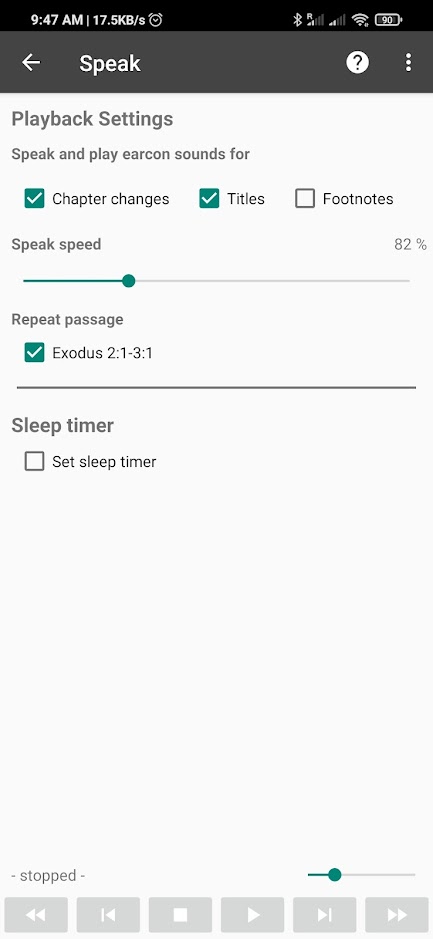 9:47 AM | 17.5KB/s
R
90
Speak
?
Playback Settings
Speak and play earcon sounds for
Chapter changes
Titles
Footnotes
Speak speed
82 %
Repeat passage
Exodus 2:1-3:1
Sleep timer
Set sleep timer
- stopped -